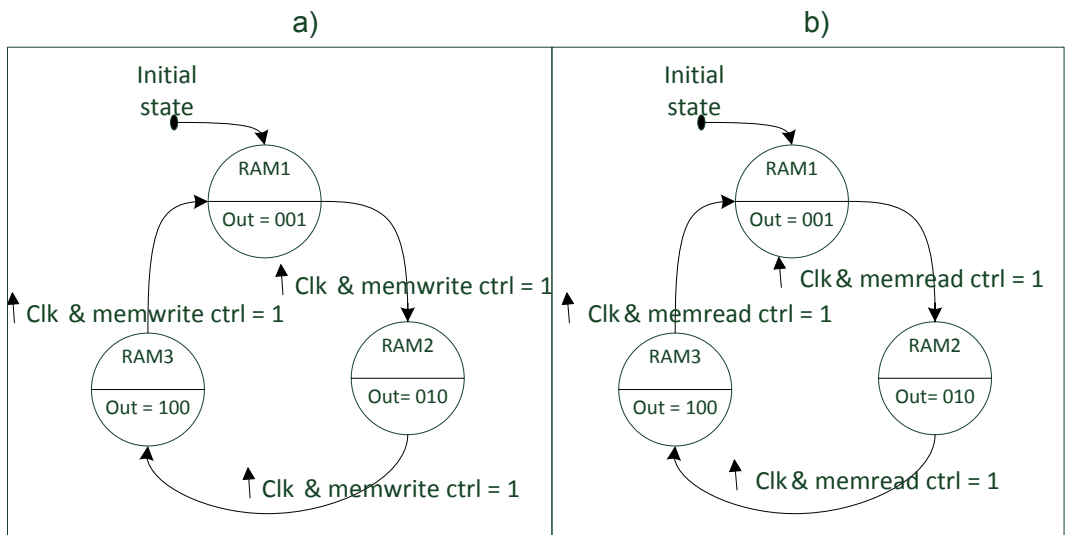 a)
Initial
state
RAM1
Out = 001
Clk & memwrite ctrl = 1
Clk & memwrite ctrl = 1
RAM3
Out = 100
RAM2
Out= 010
Clk & memwrite ctrl = 1
b)
Initial
state
RAM1
Out = 001
Clk & memread ctrl = 1
Clk & memread ctrl = 1
RAM3
Out = 100
RAM2
Out = 010
Clk & memread ctrl = 1